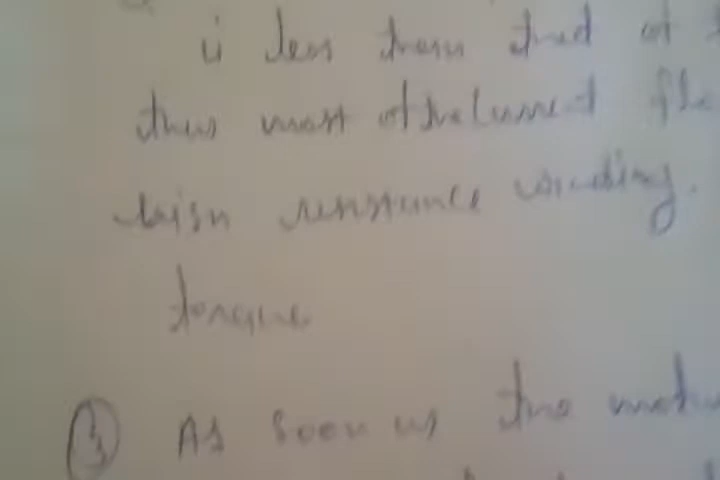 is less than that of
thus most of the current
high resistance winding.
torque
3 As soon as the